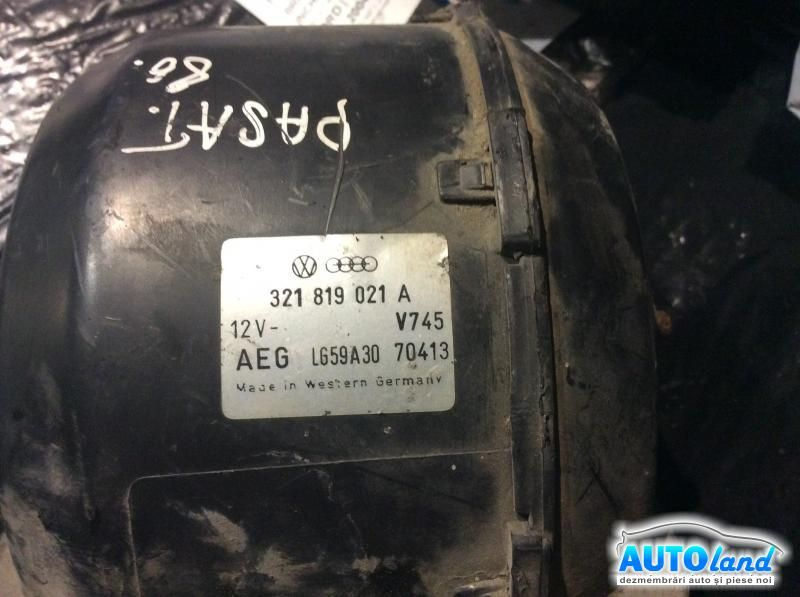 PASAT.
86.
VW
321 819 021 A
12V-
V745
AEG LG59A30 70413
Made in Western Germany
AUTOland
dezmembrări auto și piese noi